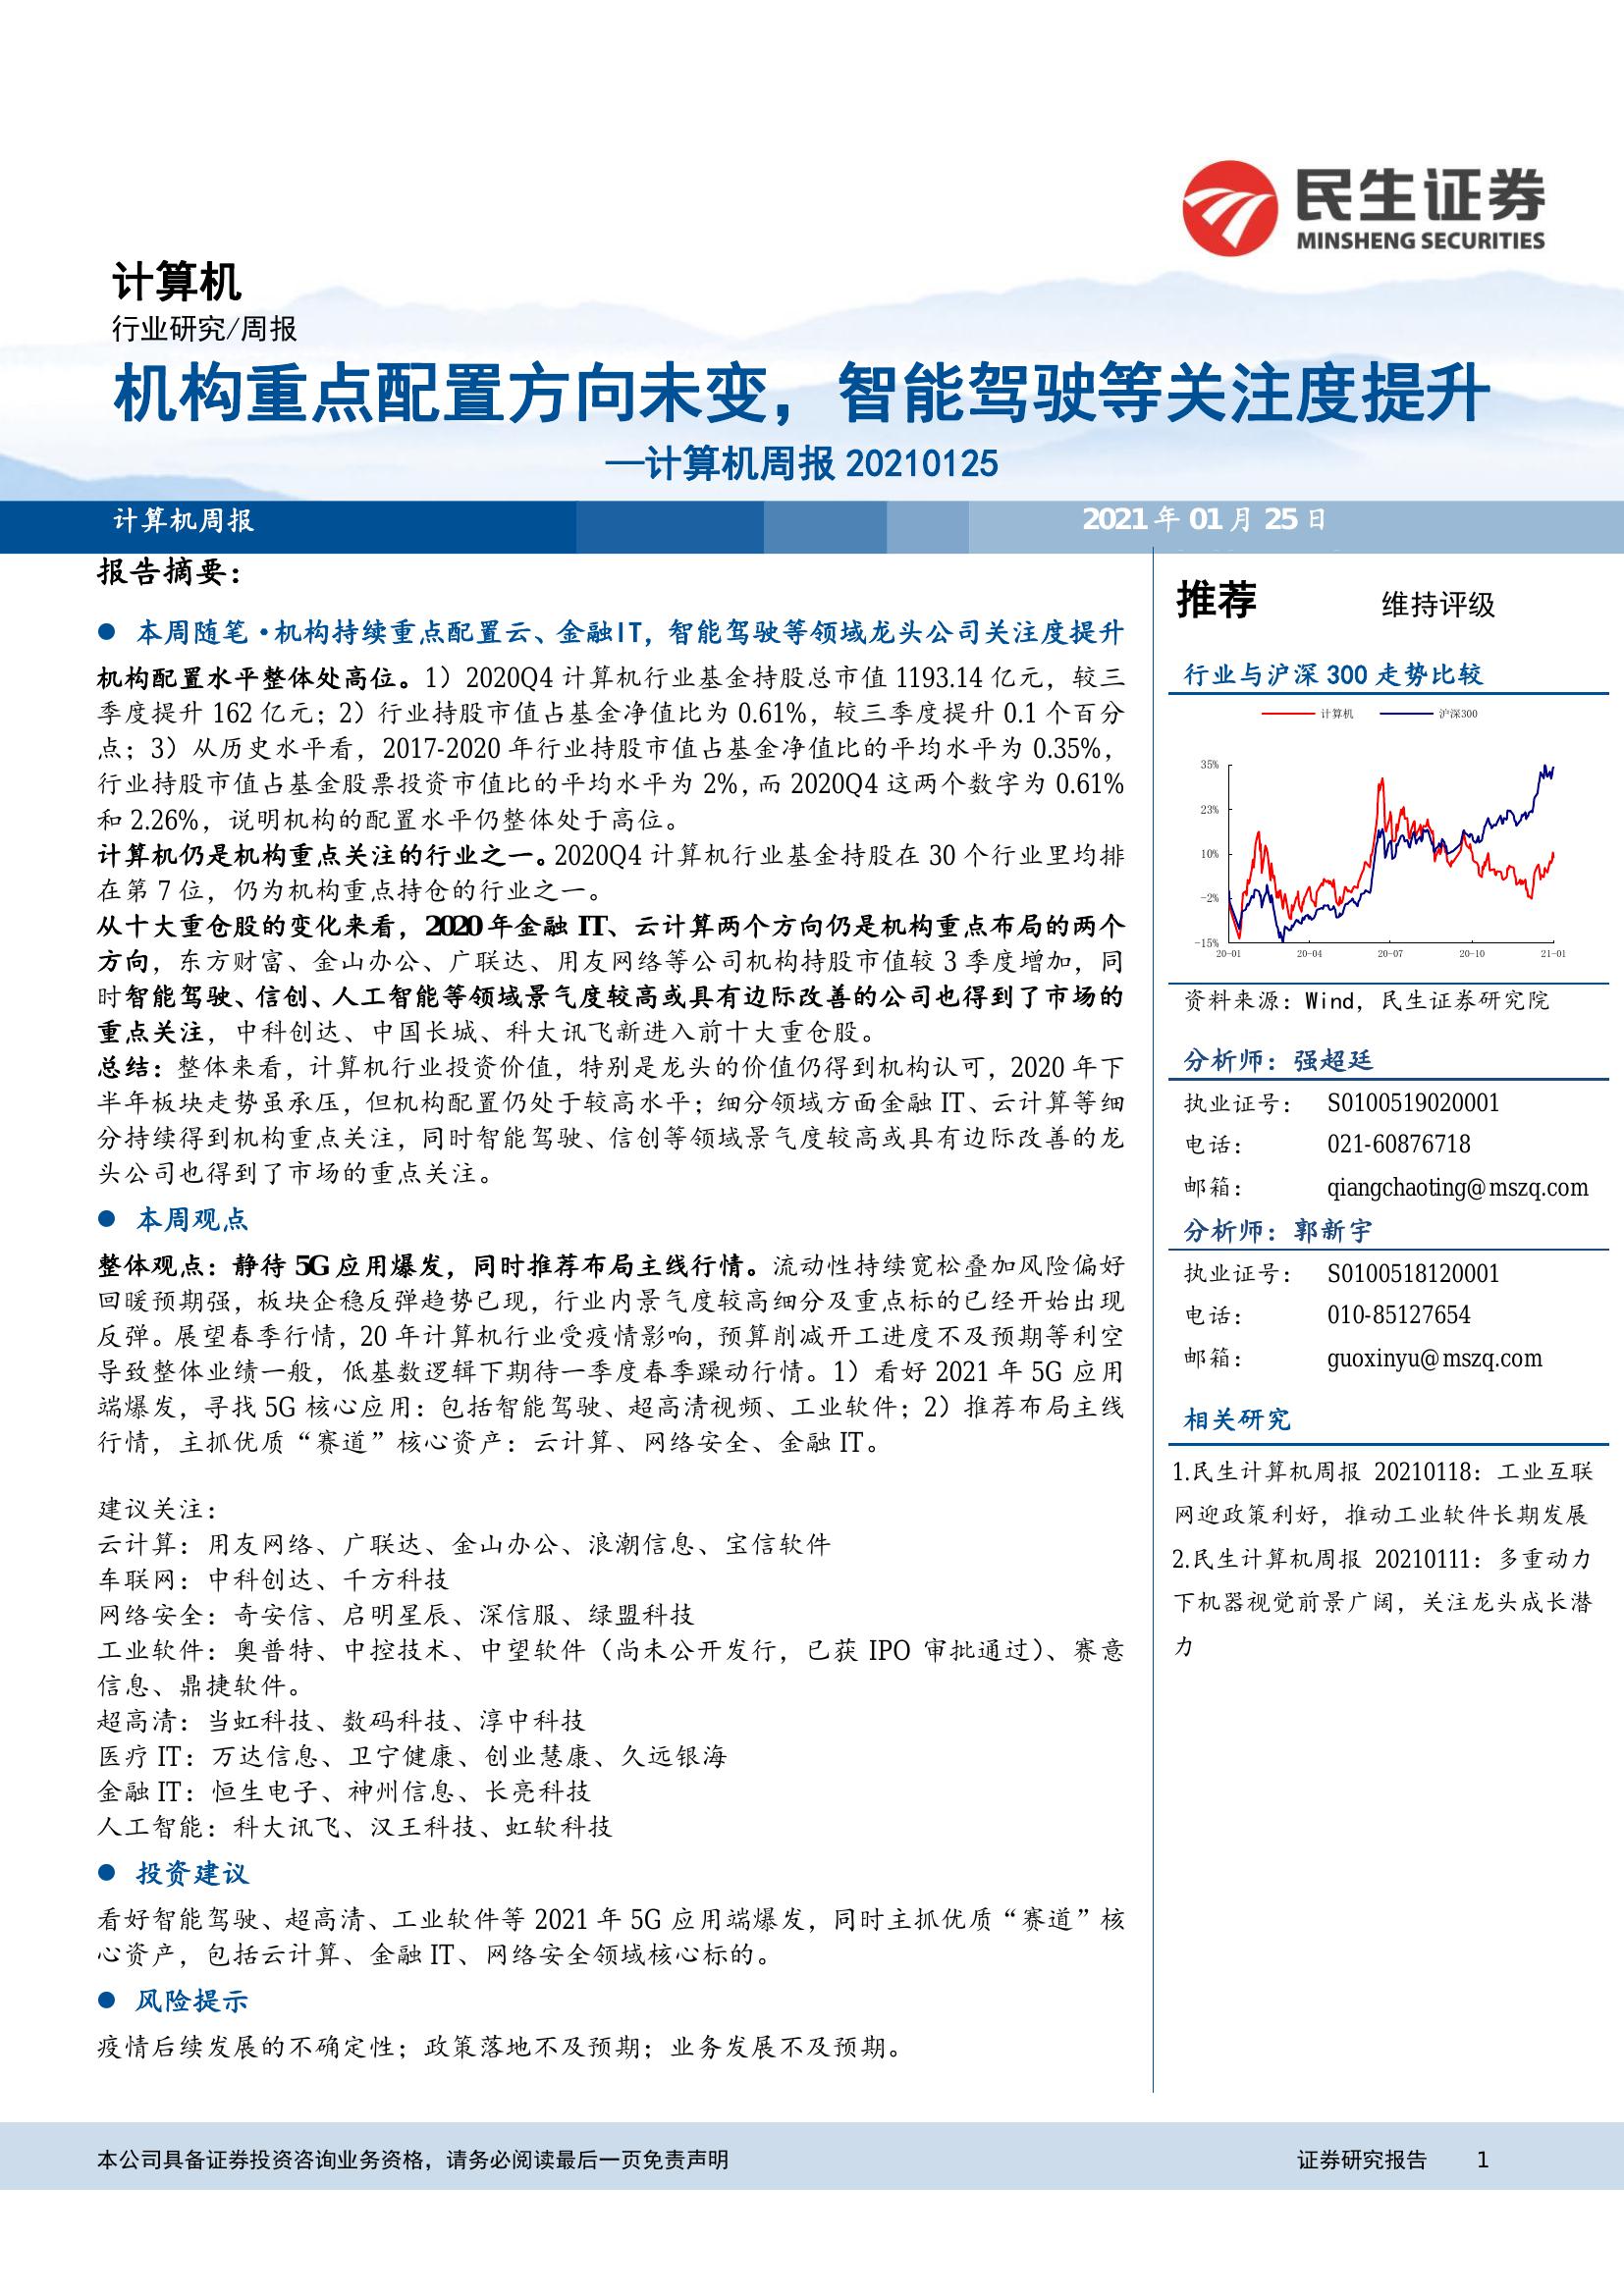 民生证券
MINSHENG SECURITIES
计算机
行业研究/周报
机构重点配置方向未变，智能驾驶等关注度提升
—计算机周报 20210125
计算机周报
2021 年 01 月 25 日
报告摘要：
● 本周随笔·机构持续重点配置云、金融IT，智能驾驶等领域龙头公司关注度提升
机构配置水平整体处高位。1）2020Q4 计算机行业基金持股总市值 1193.14 亿元，较三
季度提升 162 亿元；2）行业持股市值占基金净值比为 0.61%，较三季度提升 0.1 个百分
点；3）从历史水平看，2017-2020 年行业持股市值占基金净值比的平均水平为 0.35%，
行业持股市值占基金股票投资市值比的平均水平为 2%，而 2020Q4 这两个数字为 0.61%
和 2.26%，说明机构的配置水平仍整体处于高位。
计算机仍是机构重点关注的行业之一。2020Q4 计算机行业基金持股在 30 个行业里均排
在第 7 位，仍为机构重点持仓的行业之一。
从十大重仓股的变化来看，2020 年金融 IT、云计算两个方向仍是机构重点布局的两个
方向，东方财富、金山办公、广联达、用友网络等公司机构持股市值较 3 季度增加，同
时智能驾驶、信创、人工智能等领域景气度较高或具有边际改善的公司也得到了市场的
重点关注，中科创达、中国长城、科大讯飞新进入前十大重仓股。
总结：整体来看，计算机行业投资价值，特别是龙头的价值仍得到机构认可，2020 年下
半年板块走势虽承压，但机构配置仍处于较高水平；细分领域方面金融 IT、云计算等细
分持续得到机构重点关注，同时智能驾驶、信创等领域景气度较高或具有边际改善的龙
头公司也得到了市场的重点关注。
● 本周观点
整体观点：静待 5G 应用爆发，同时推荐布局主线行情。流动性持续宽松叠加风险偏好
回暖预期强，板块企稳反弹趋势已现，行业内景气度较高细分及重点标的已经开始出现
反弹。展望春季行情，20 年计算机行业受疫情影响，预算削减开工进度不及预期等利空
导致整体业绩一般，低基数逻辑下期待一季度春季躁动行情。1）看好 2021 年 5G 应用
端爆发，寻找 5G 核心应用：包括智能驾驶、超高清视频、工业软件；2）推荐布局主线
行情，主抓优质“赛道”核心资产：云计算、网络安全、金融 IT。
建议关注：
云计算：用友网络、广联达、金山办公、浪潮信息、宝信软件
车联网：中科创达、千方科技
网络安全：奇安信、启明星辰、深信服、绿盟科技
工业软件：奥普特、中控技术、中望软件（尚未公开发行，已获 IPO 审批通过）、赛意
信息、鼎捷软件。
超高清：当虹科技、数码科技、淳中科技
医疗 IT：万达信息、卫宁健康、创业慧康、久远银海
金融 IT：恒生电子、神州信息、长亮科技
人工智能：科大讯飞、汉王科技、虹软科技
● 投资建议
看好智能驾驶、超高清、工业软件等 2021 年 5G 应用端爆发，同时主抓优质“赛道”核
心资产，包括云计算、金融 IT、网络安全领域核心标的。
● 风险提示
疫情后续发展的不确定性；政策落地不及预期；业务发展不及预期。
推荐 维持评级
行业与沪深 300 走势比较
计算机 沪深300
35%
23%
10%
-2%
-15%
20-01 20-04 20-07 20-10 21-01
资料来源：Wind，民生证券研究院
分析师：强超廷
执业证号： S0100519020001
电话： 021-60876718
邮箱： qiangchaoting@mszq.com
分析师：郭新宇
执业证号： S0100518120001
电话： 010-85127654
邮箱： guoxinyu@mszq.com
相关研究
1.民生计算机周报 20210118：工业互联
网迎政策利好，推动工业软件长期发展
2.民生计算机周报 20210111：多重动力
下机器视觉前景广阔，关注龙头成长潜
力
本公司具备证券投资咨询业务资格，请务必阅读最后一页免责声明
证券研究报告 1